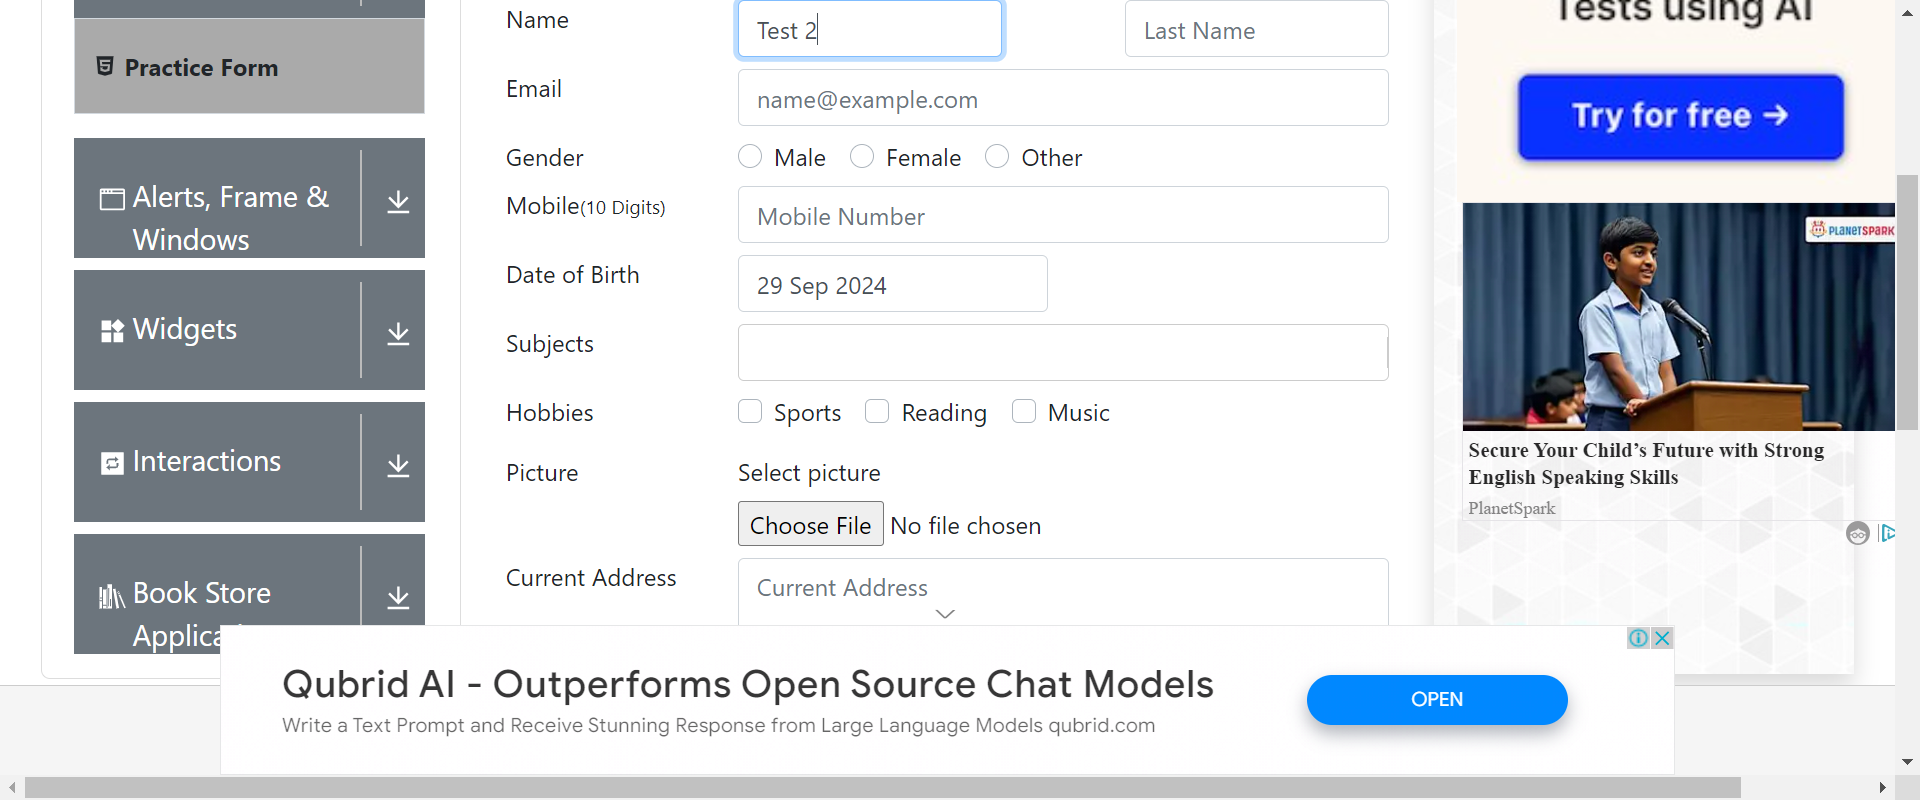 Practice Form
Alerts, Frame &
Windows
Widgets
Interactions
Book Store
Name
Test 2
Last Name
Email
name@example.com
Gender
Male
Female
Other
Mobile(10 Digits)
Mobile Number
Date of Birth
29 Sep 2024
Subjects
Hobbies
Sports
Reading
Music
Picture
Select picture
Choose File
No file chosen
Current Address
Current Address
Tests using AI
Try for free →
PLANETSPARK
Secure Your Child’s Future with Strong
English Speaking Skills
PlanetSpark
Qubrid AI - Outperforms Open Source Chat Models
Write a Text Prompt and Receive Stunning Response from Large Language Models qubrid.com
OPEN